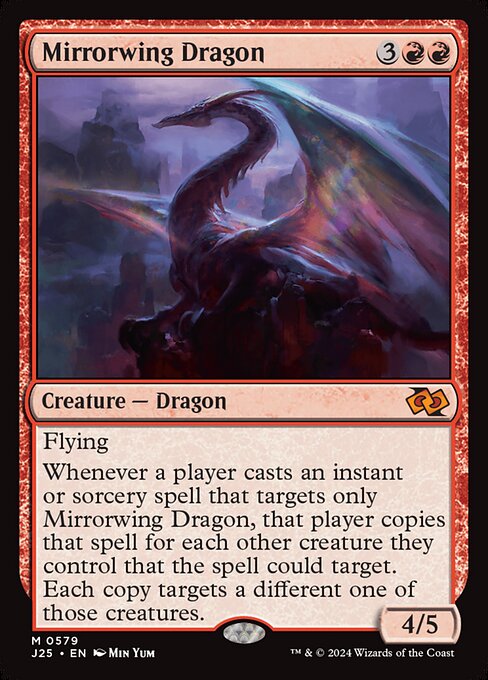 Mirrorwing Dragon 3
Creature — Dragon
Flying
Whenever a player casts an instant
or sorcery spell that targets only
Mirrorwing Dragon, that player copies
that spell for each other creature they
control that the spell could target.
Each copy targets a different one of
those creatures.
4/5
M 0579
J25 • EN Min Yum
™ & © 2024 Wizards of the Coast